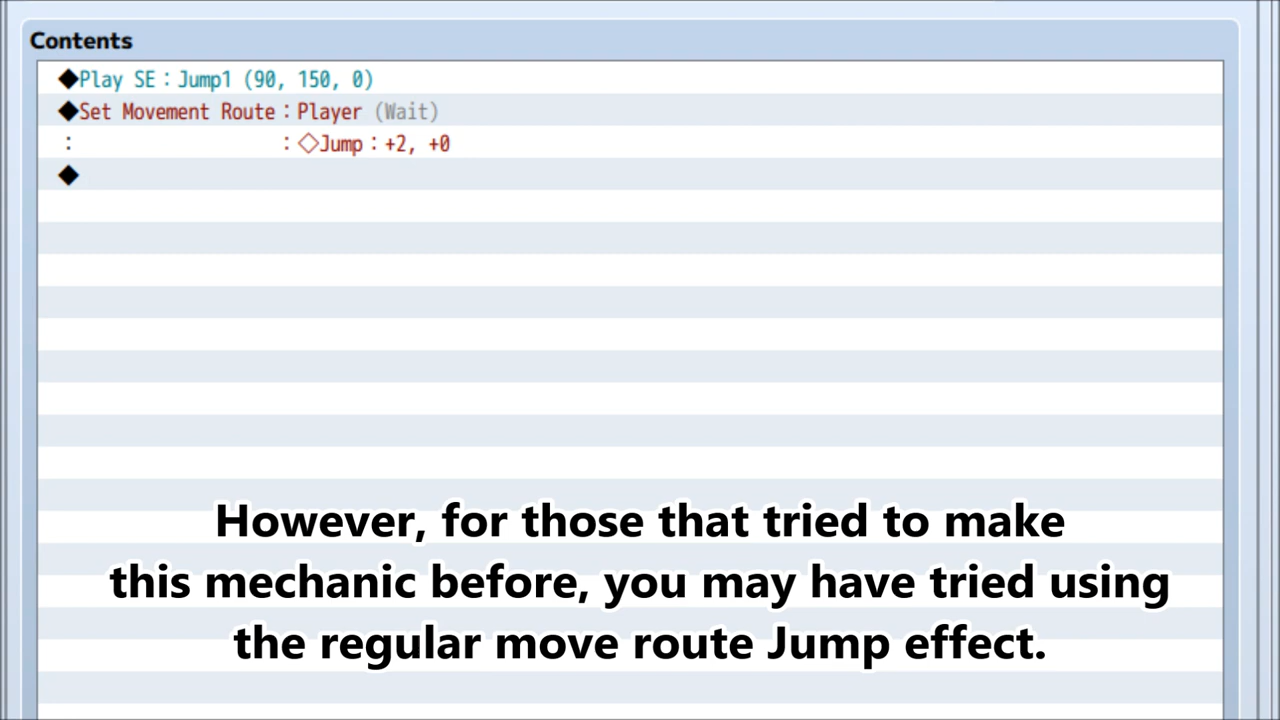 Contents
◆Play SE：Jump1 (90, 150, 0)
◆Set Movement Route：Player (Wait)
：　　　　　　　　　：◇Jump：+2, +0
◆
However, for those that tried to make
this mechanic before, you may have tried using
the regular move route Jump effect.